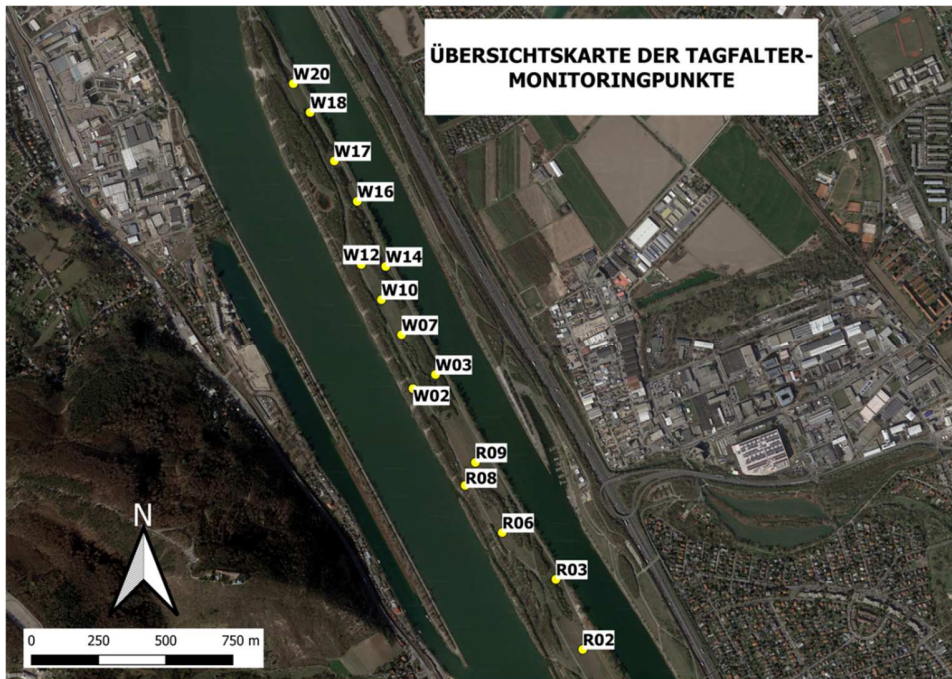 ÜBERSICHTSKARTE DER TAGFALTER-
MONITORINGPUNKTE
W20
W18
W17
W16
W12
W14
W10
W07
W03
W02
R09
R08
R06
R03
R02
N
0 250 500 750 m